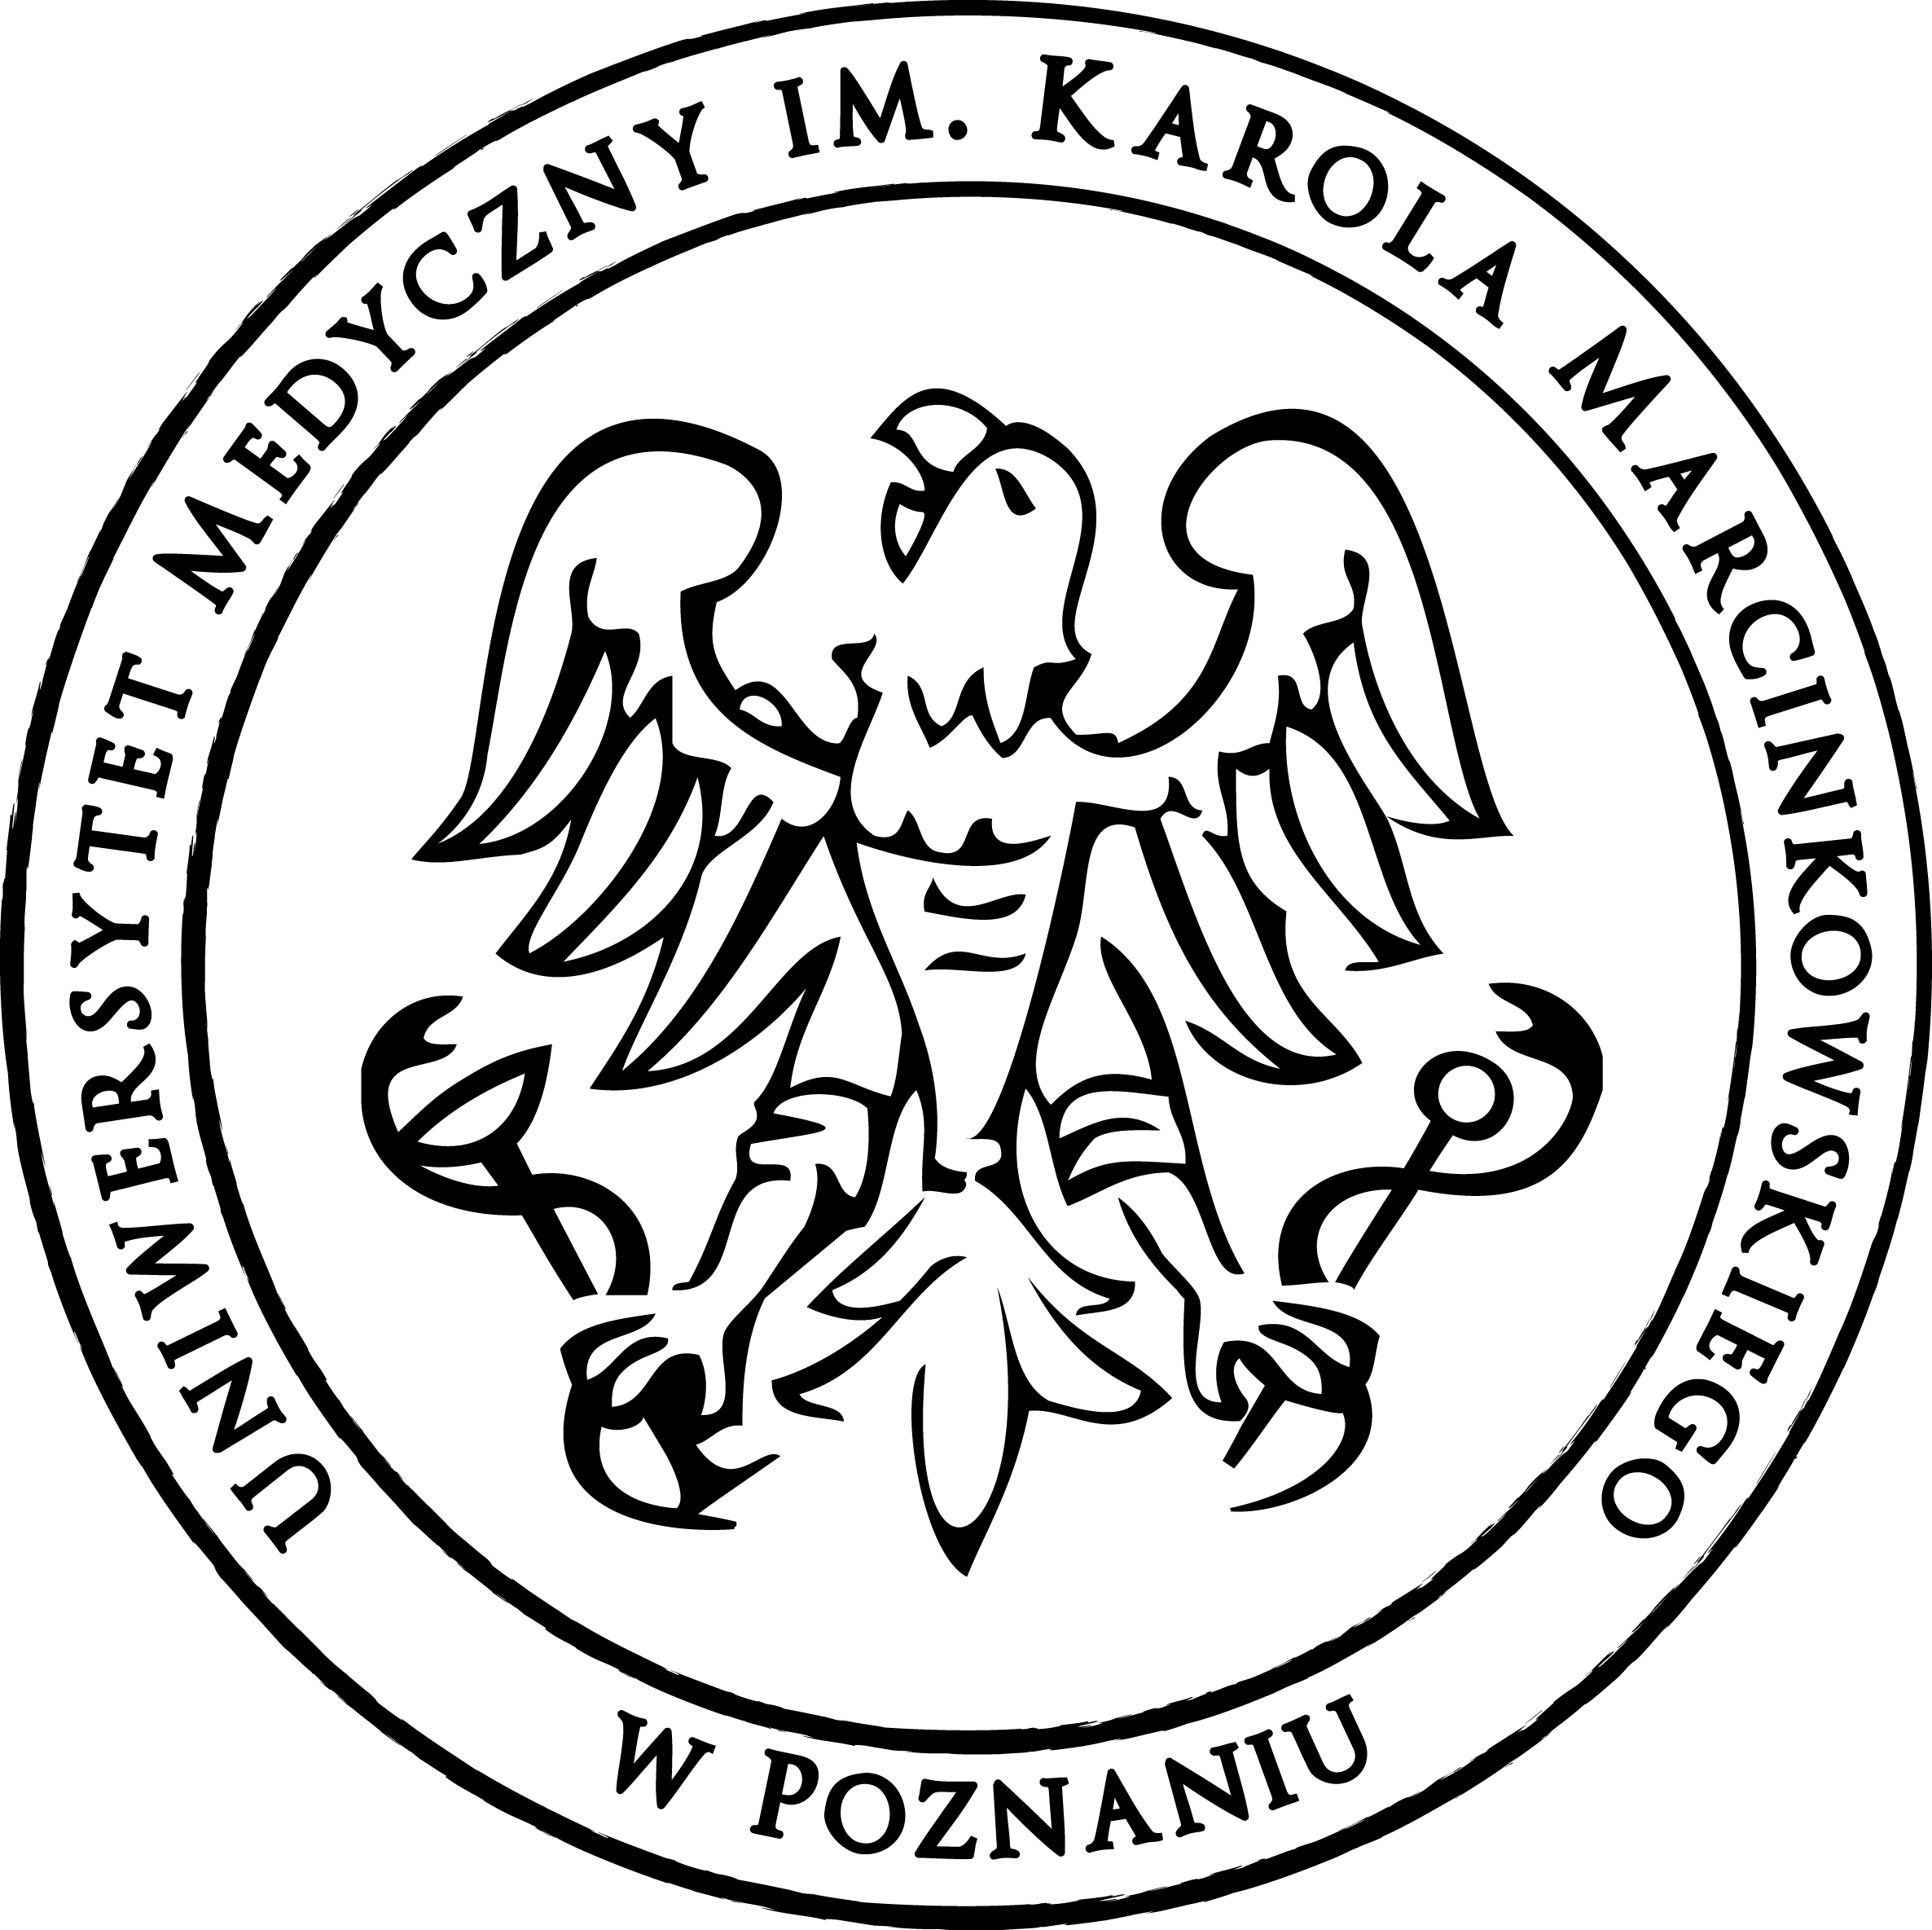 UNIWERSYTET MEDYCZNY IM. KAROLA MARCINKOWSKIEGO
W POZNANIU